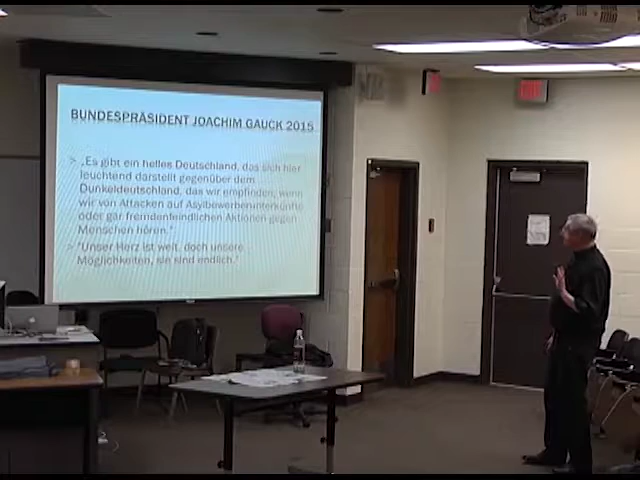 BUNDESPRÄSIDENT JOACHIM GAUCK 2015
> „Es gibt ein helles Deutschland, das sich hier
leuchtend darstellt gegenüber dem
Dunkeldeutschland, das wir empfinden, wenn
wir von Attacken auf Asylbewerberunterkünfte
oder gar fremdenfeindlichen Aktionen gegen
Menschen hören."
> "Unser Herz ist weit, doch unsere
Möglichkeiten, sie sind endlich."